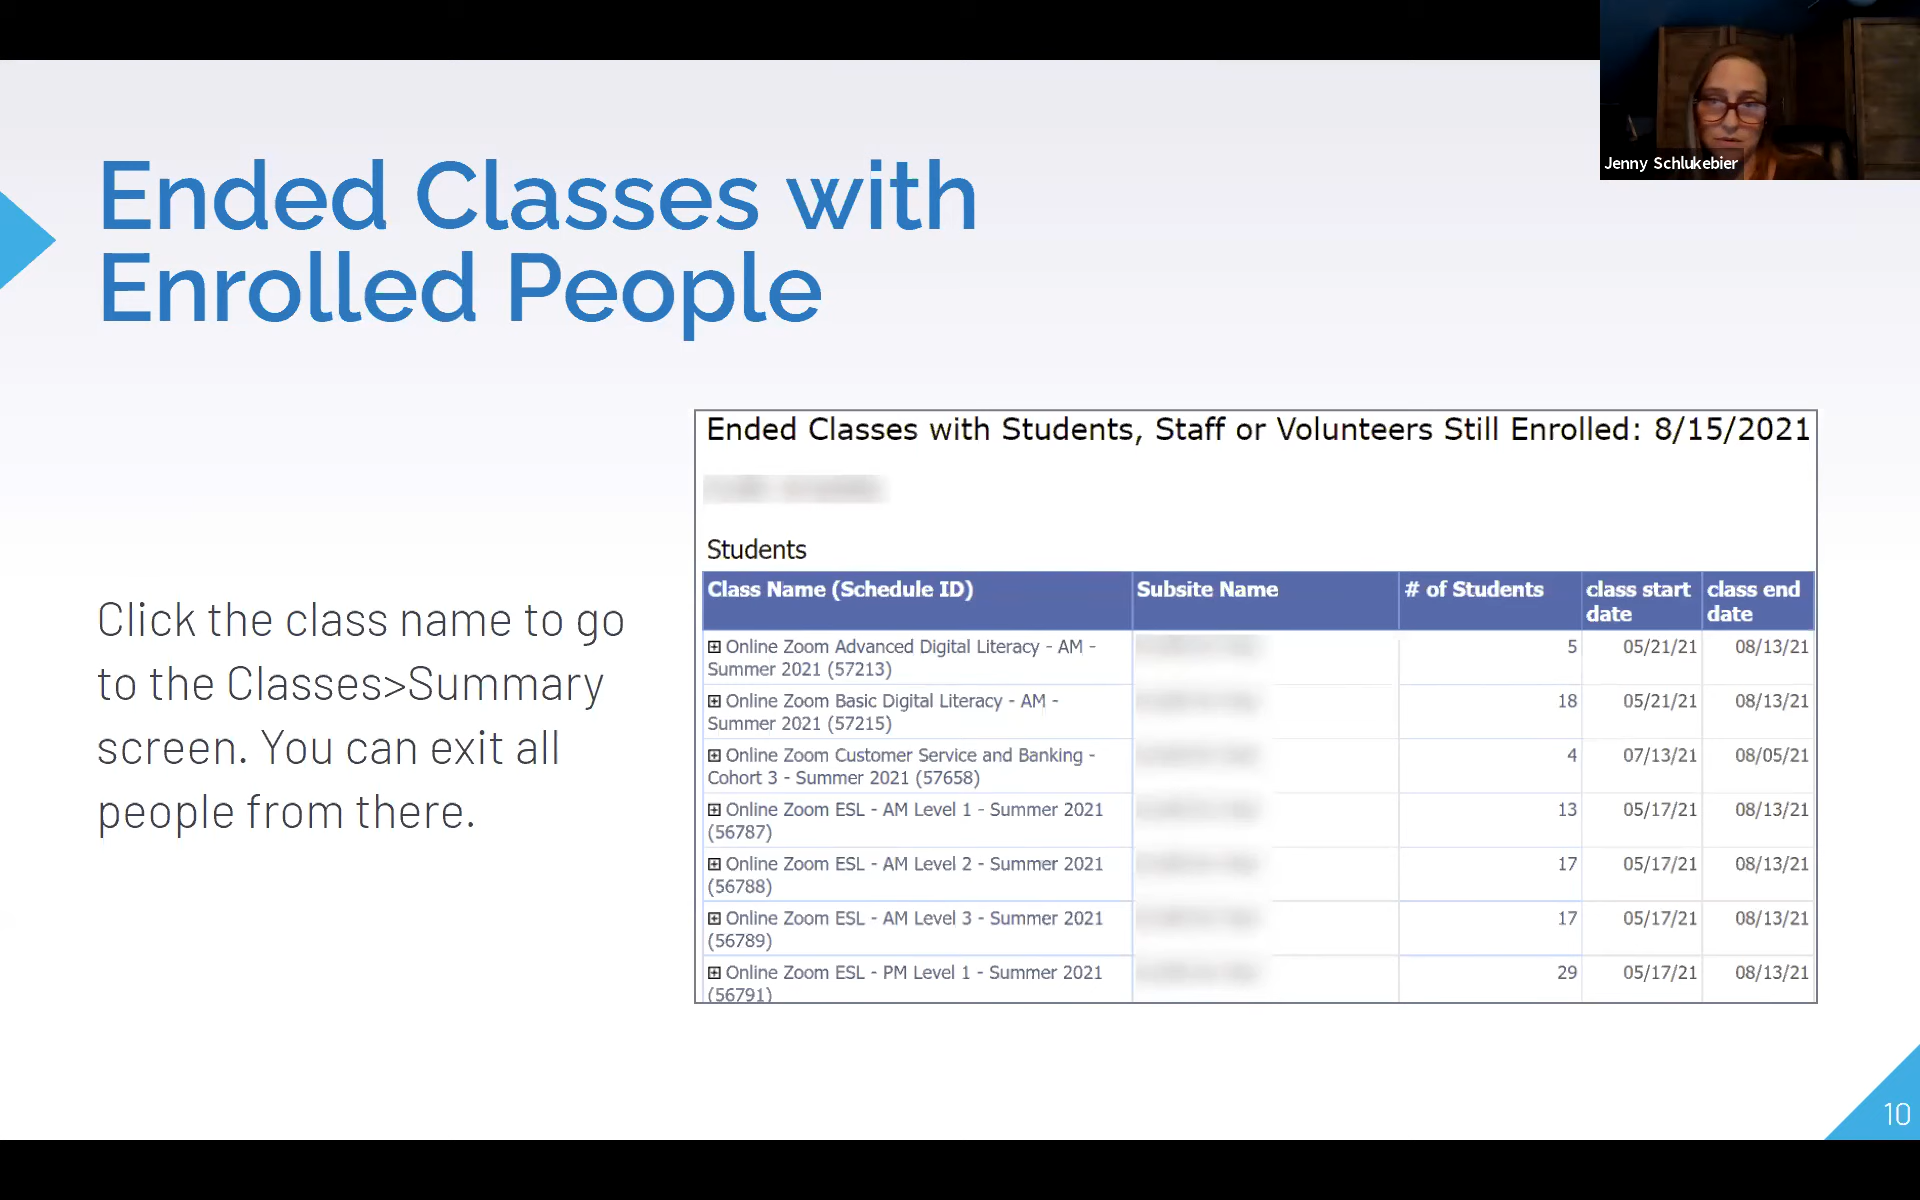 Jenny Schlukebier
Ended Classes with
Enrolled People
Click the class name to go
to the Classes>Summary
screen. You can exit all
people from there.
Ended Classes with Students, Staff or Volunteers Still Enrolled: 8/15/2021
Students
Class Name (Schedule ID) Subsite Name # of Students class start date class end date
Online Zoom Advanced Digital Literacy - AM - 5 05/21/21 08/13/21
Summer 2021 (57213)
Online Zoom Basic Digital Literacy - AM - 18 05/21/21 08/13/21
Summer 2021 (57215)
Online Zoom Customer Service and Banking - 4 07/13/21 08/05/21
Cohort 3 - Summer 2021 (57658)
Online Zoom ESL - AM Level 1 - Summer 2021 13 05/17/21 08/13/21
(56787)
Online Zoom ESL - AM Level 2 - Summer 2021 17 05/17/21 08/13/21
(56788)
Online Zoom ESL - AM Level 3 - Summer 2021 17 05/17/21 08/13/21
(56789)
Online Zoom ESL - PM Level 1 - Summer 2021 29 05/17/21 08/13/21
(56791)
10